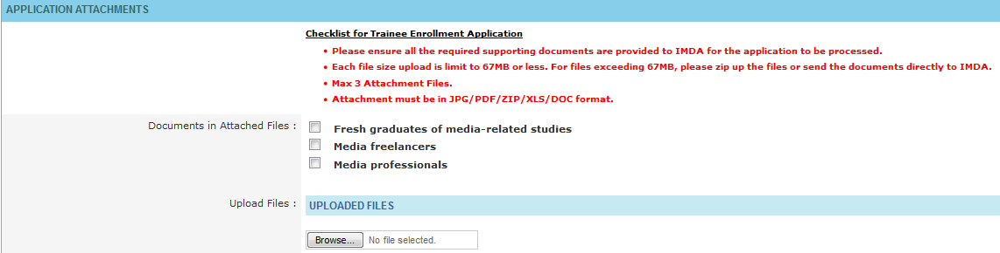 APPLICATION ATTACHMENTS
Checklist for Trainee Enrollment Application
• Please ensure all the required supporting documents are provided to IMDA for the application to be processed.
• Each file size upload is limit to 67MB or less. For files exceeding 67MB, please zip up the files or send the documents directly to IMDA.
• Max 3 Attachment Files.
• Attachment must be in JPG/PDF/ZIP/XLS/DOC format.
Documents in Attached Files :
Fresh graduates of media-related studies
Media freelancers
Media professionals
Upload Files :
UPLOADED FILES
Browse... No file selected.